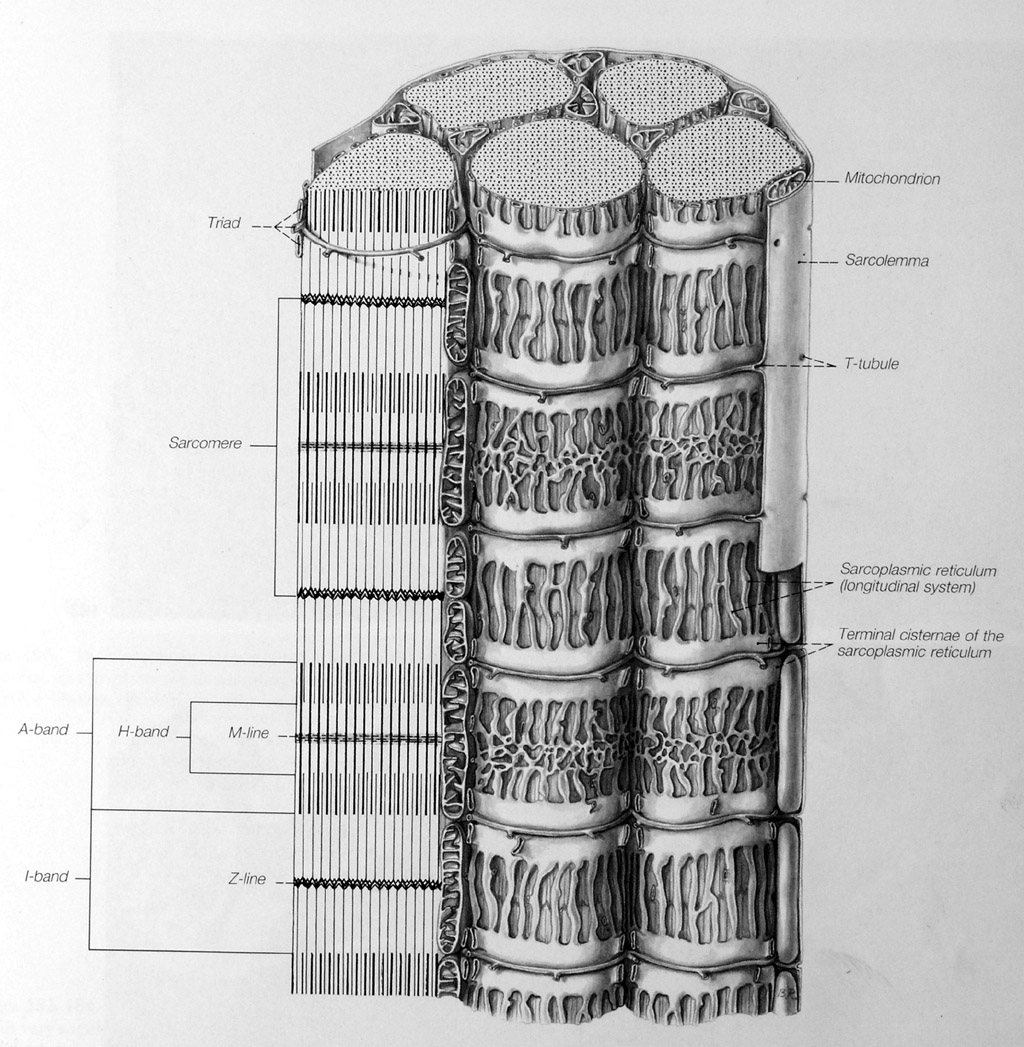 Mitochondrion
Triad
Sarcolemma
T-tubule
Sarcomere
Sarcoplasmic reticulum
(longitudinal system)
Terminal cisternae of the
sarcoplasmic reticulum
A-band
H-band
M-line
I-band
Z-line